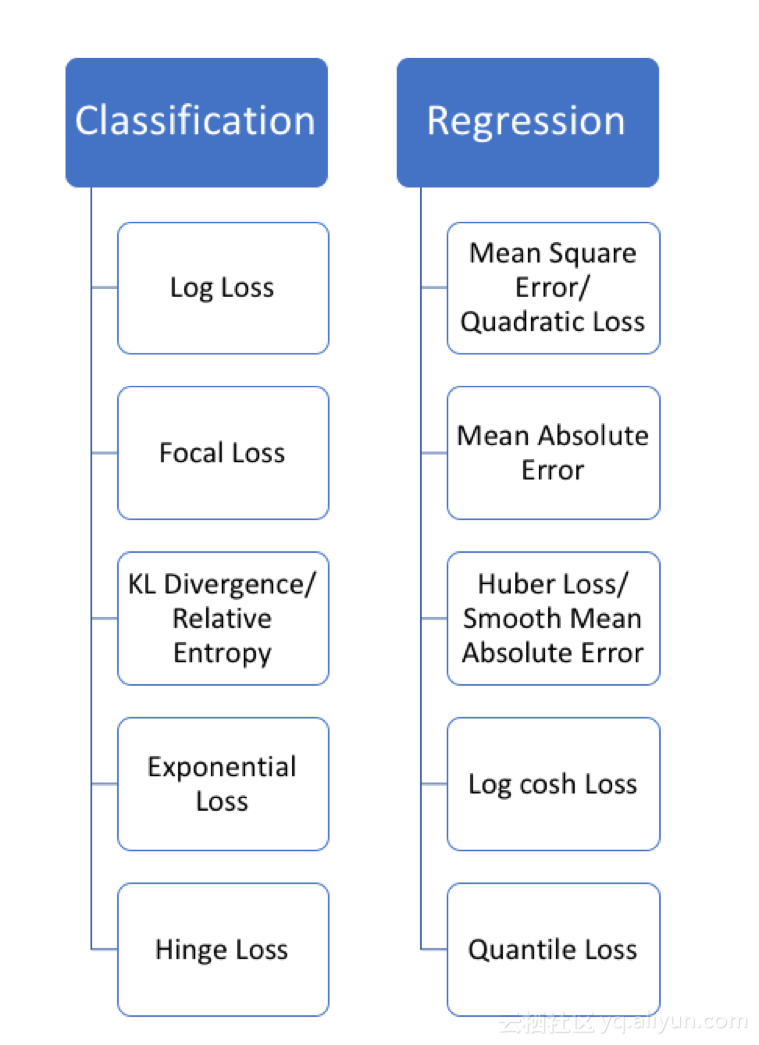 Classification
Log Loss
Focal Loss
KL Divergence/
Relative
Entropy
Exponential
Loss
Hinge Loss
Regression
Mean Square
Error/
Quadratic Loss
Mean Absolute
Error
Huber Loss/
Smooth Mean
Absolute Error
Log cosh Loss
Quantile Loss
云栖社区 yq.aliyun.com